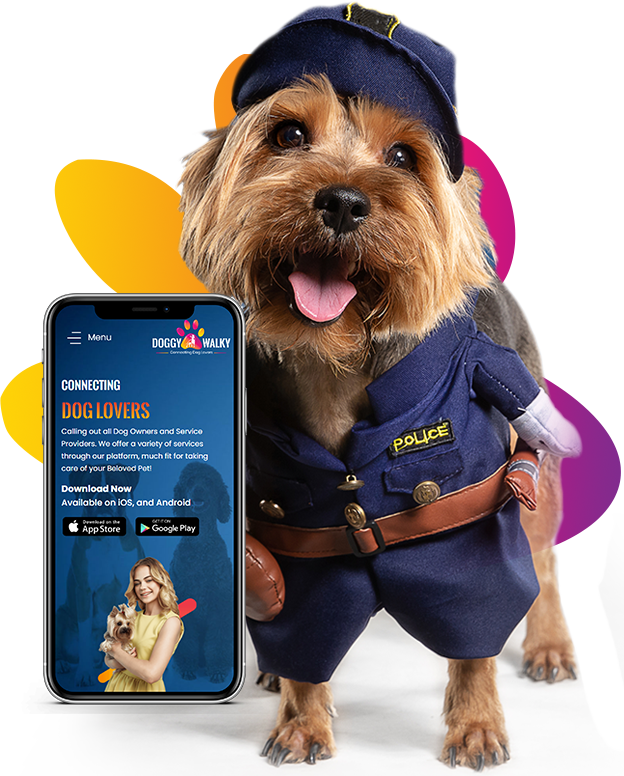 POLICE
Menu
DOGGY WALKY
Connecting Dog Lovers
CONNECTING
DOG LOVERS
Calling out all Dog Owners and Service
Providers. We offer a variety of services
through our platform, much fit for taking
care of your Beloved Pet!
Download Now
Available on iOS, and Android
Download on the
App Store
GET IT ON
Google Play